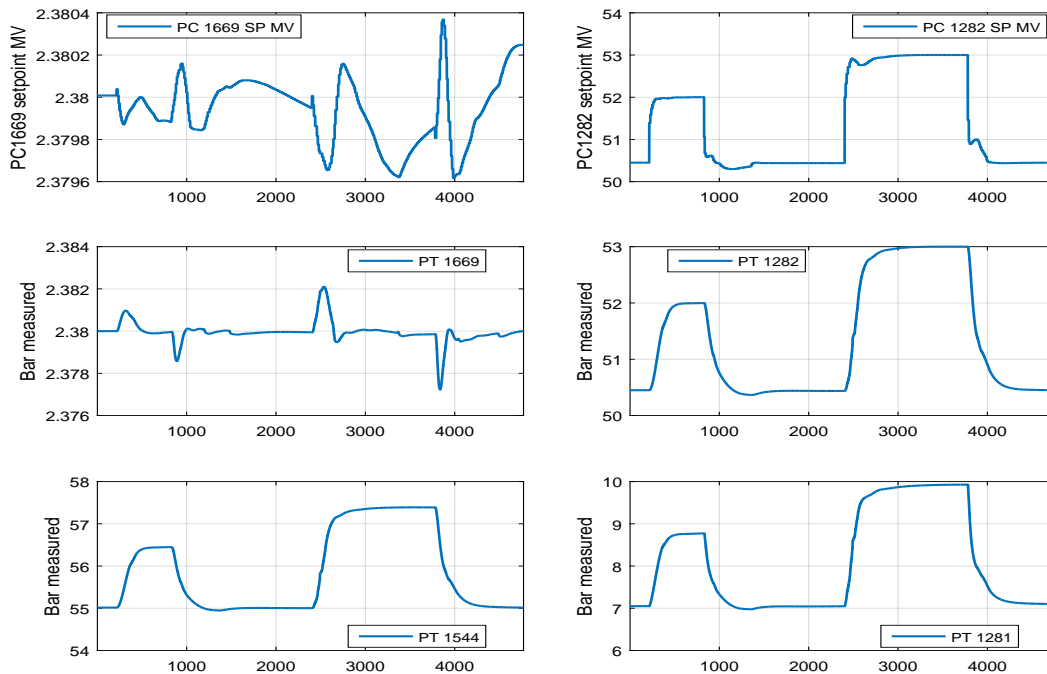 PC1669 setpoint MV
2.3804
2.3802
2.38
2.3798
2.3796
PC 1669 SP MV
1000 2000 3000 4000
PC1282 setpoint MV
54
53
52
51
50
PC 1282 SP MV
1000 2000 3000 4000
Bar measured
2.384
2.382
2.38
2.378
2.376
PT 1669
1000 2000 3000 4000
Bar measured
53
52
51
50
PT 1282
1000 2000 3000 4000
Bar measured
58
57
56
55
54
PT 1544
1000 2000 3000 4000
Bar measured
10
9
8
7
6
PT 1281
1000 2000 3000 4000